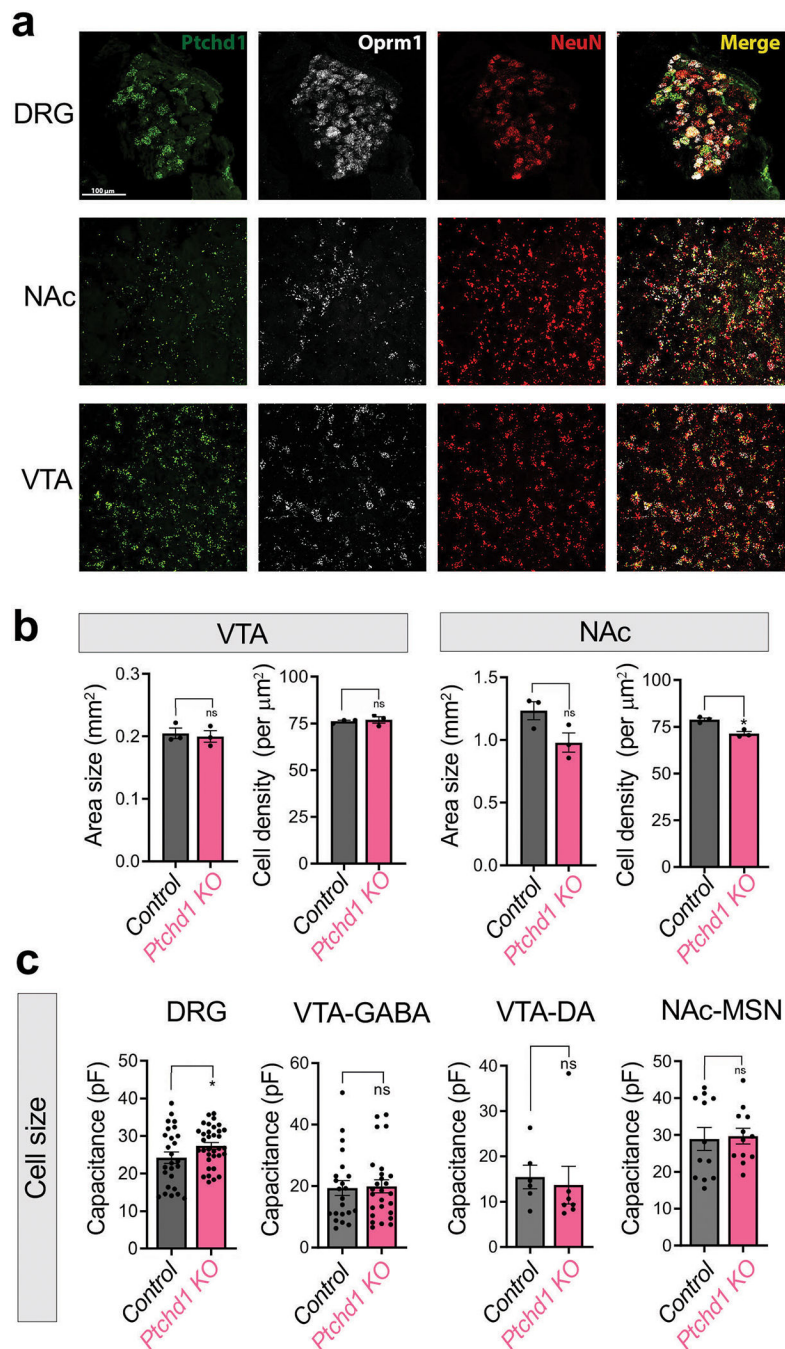 a
Ptchd1 Oprm1 NeuN Merge
DRG
100 µm
NAc
VTA
b
VTA NAc
Area size (mm²)
0.3
0.2
0.1
0.0
ns
Control
Ptchd1 KO
Cell density (per µm²)
100
75
50
25
0
ns
Control
Ptchd1 KO
Area size (mm²)
1.5
1.0
0.5
0.0
ns
Control
Ptchd1 KO
Cell density (per µm²)
100
75
50
25
0
*
Control
Ptchd1 KO
c
Cell size
DRG
Capacitance (pF)
50
40
30
20
10
0
*
Control
Ptchd1 KO
VTA-GABA
Capacitance (pF)
60
40
20
0
ns
Control
Ptchd1 KO
VTA-DA
Capacitance (pF)
40
30
20
10
0
ns
Control
Ptchd1 KO
NAc-MSN
Capacitance (pF)
50
40
30
20
10
0
ns
Control
Ptchd1 KO